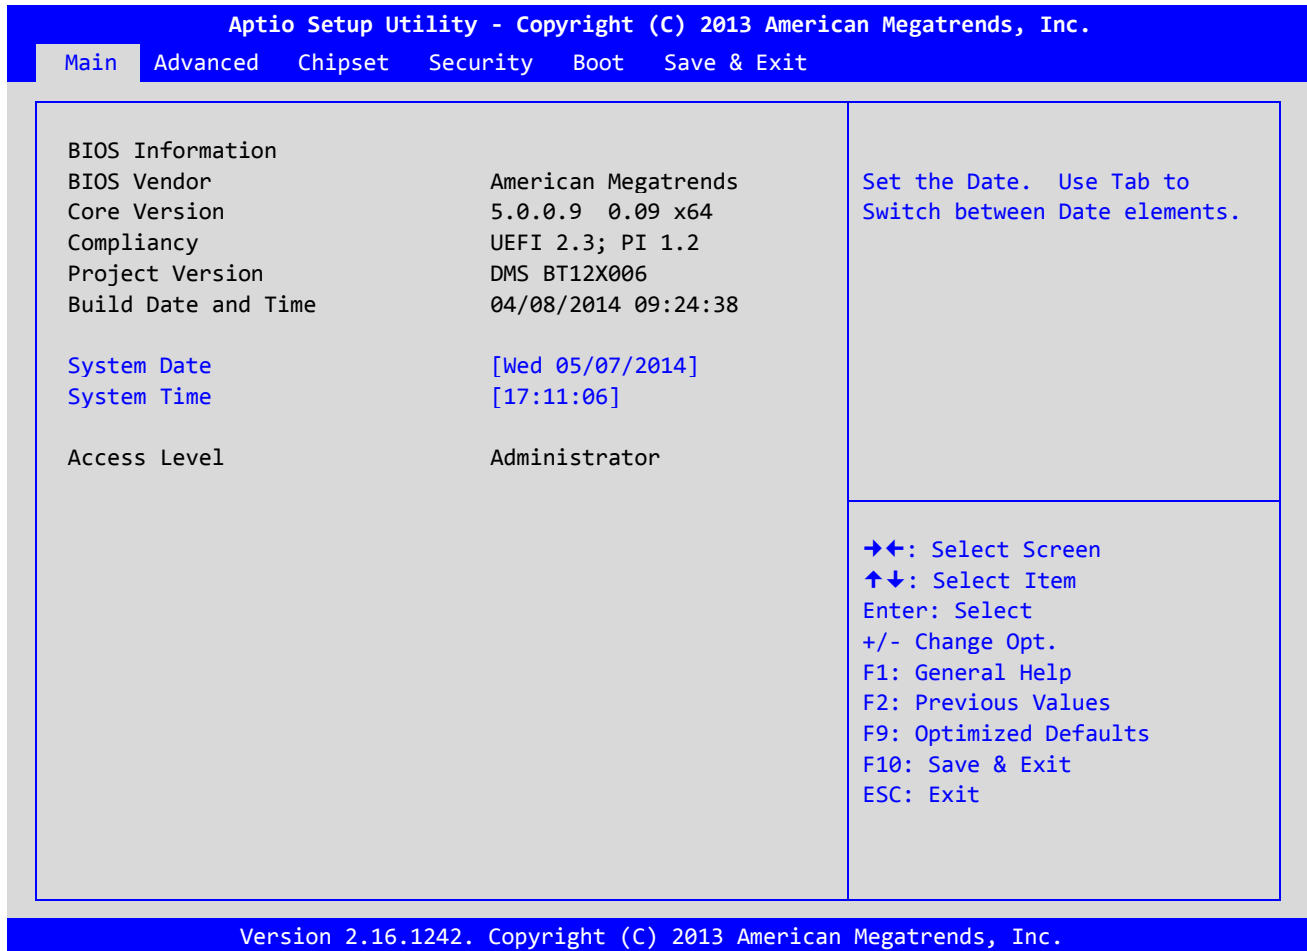 Aptio Setup Utility - Copyright (C) 2013 American Megatrends, Inc.
Main Advanced Chipset Security Boot Save & Exit
BIOS Information
BIOS Vendor American Megatrends
Core Version 5.0.0.9 0.09 x64
Compliancy UEFI 2.3; PI 1.2
Project Version DMS BT12X006
Build Date and Time 04/08/2014 09:24:38
System Date [Wed 05/07/2014]
System Time [17:11:06]
Access Level Administrator
Set the Date. Use Tab to
Switch between Date elements.
→←: Select Screen
↑↓: Select Item
Enter: Select
+/- Change Opt.
F1: General Help
F2: Previous Values
F9: Optimized Defaults
F10: Save & Exit
ESC: Exit
Version 2.16.1242. Copyright (C) 2013 American Megatrends, Inc.